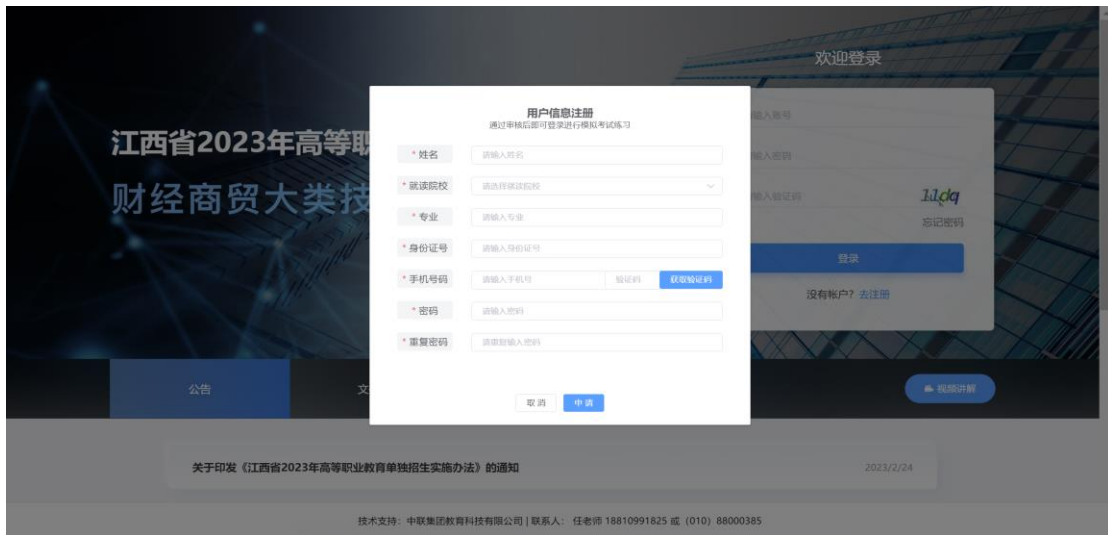 欢迎登录
江西省2023年高等职
财经商贸大类技
用户信息注册
通过审核后即可登录进行模拟考试练习
* 姓名 请输入姓名
* 就读院校 请选择就读院校
* 专业 请输入专业
* 身份证号 请输入身份证号
* 手机号码 请输入手机号 验证码 获取验证码
* 密码 请输入密码
* 重复密码 请重复输入密码
取消 申请
输入账号
输入密码
输入验证码
忘记密码
登录
没有帐户？去注册
公告
文
视频讲解
关于印发《江西省2023年高等职业教育单独招生实施办法》的通知 2023/2/24
技术支持：中联集团教育科技有限公司 | 联系人： 任老师 18810991825 或（010）88000385